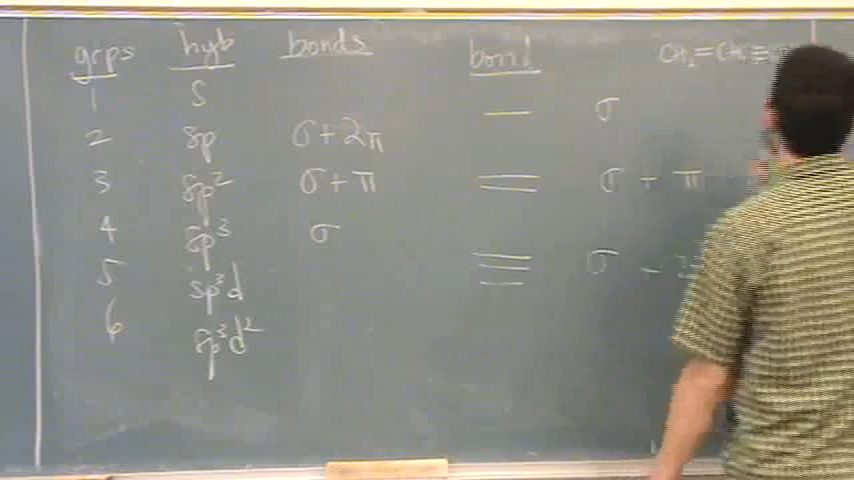 grps hyb bonds bond CH₂=CH
1 s — σ
2 sp σ+2π
3 sp² σ+π = σ + π
4 sp³ σ
5 sp³d ≡ σ
6 sp³d²